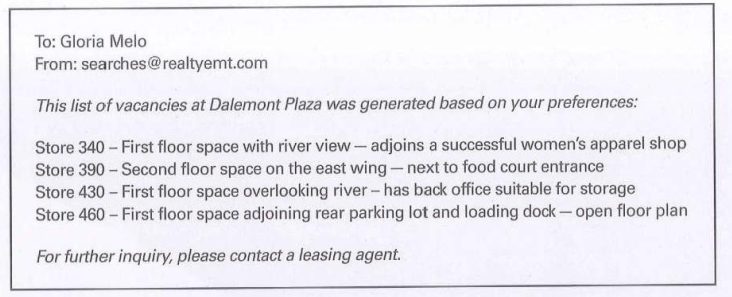 To: Gloria Melo
From: searches@realtyemt.com
This list of vacancies at Dalemont Plaza was generated based on your preferences:
Store 340 – First floor space with river view — adjoins a successful women's apparel shop
Store 390 – Second floor space on the east wing — next to food court entrance
Store 430 – First floor space overlooking river – has back office suitable for storage
Store 460 – First floor space adjoining rear parking lot and loading dock — open floor plan
For further inquiry, please contact a leasing agent.